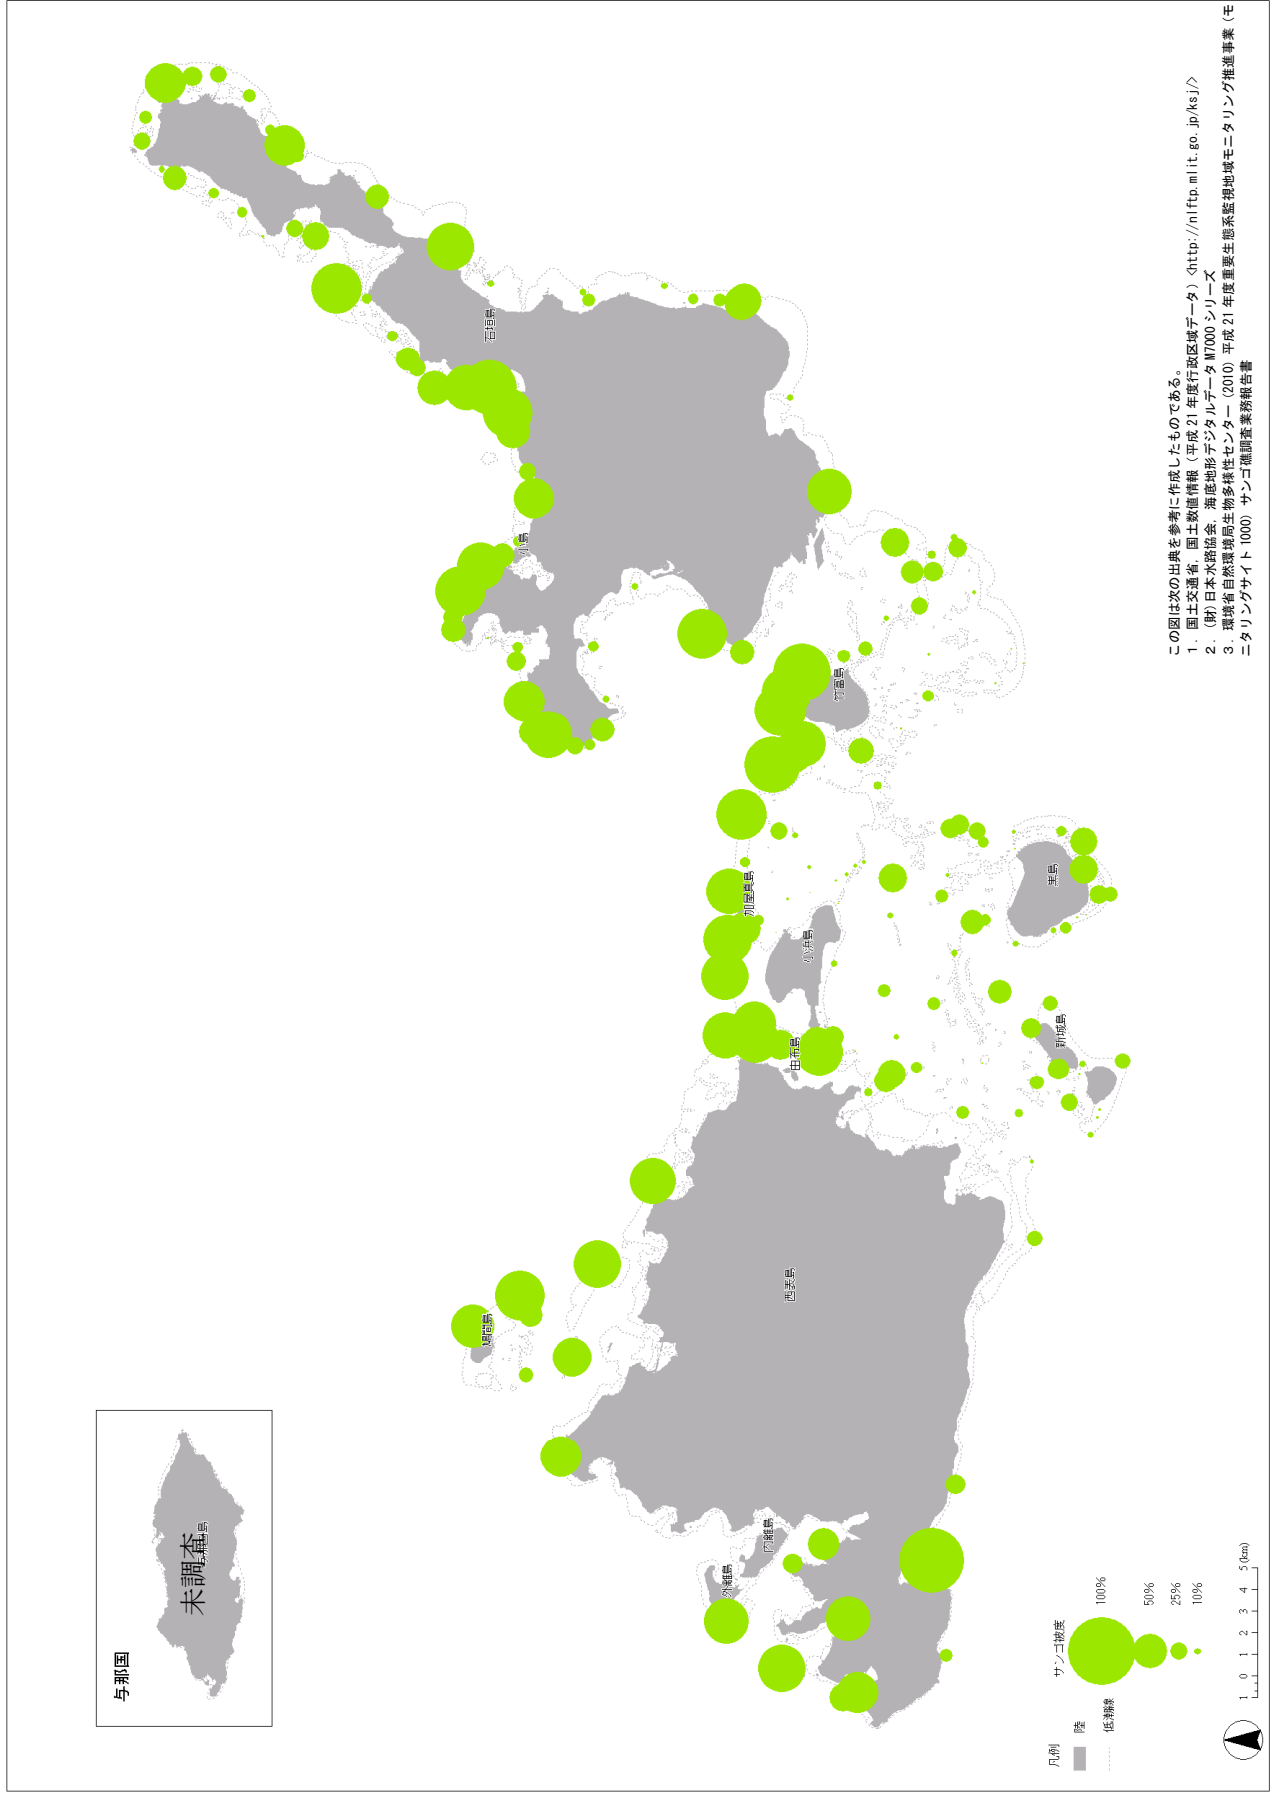 与那国
未調査
石垣島
小島
竹富島
加屋真島
小浜島
由布島
黒島
新城島
鳩間島
西表島
内離島
外離島
この図は次の出典を参考に作成したものである。
1. 国土交通省, 国土数値情報(平成21年度行政区域データ)<http://nlftp.mlit.go.jp/ksj/>
2. (財)日本水路協会, 海底地形デジタルデータM7000シリーズ
3. 環境省自然環境局生物多様性センター(2010)平成21年度重要生態系監視地域モニタリング推進事業(モ
ニタリングサイト1000)サンゴ礁調査業務報告書
凡例
陸
サンゴ被度
100%
50%
25%
10%
1 0 1 2 3 4 5(km)